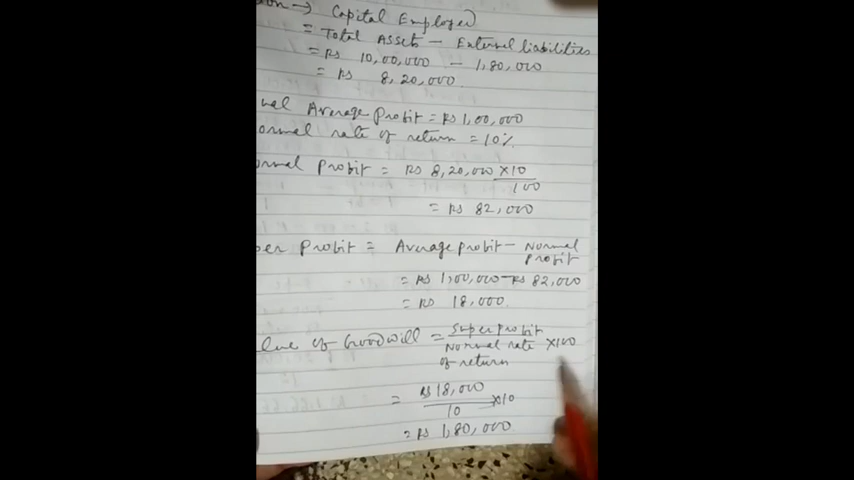 → Capital Employed
= Total Assets - External liabilities
= Rs 10,00,000 - 1,80,000
= Rs 8,20,000
Average Profit = Rs 1,00,000
rate of return = 10%
Profit = Rs 8,20,000 ×10
100
= Rs 82,000
Profit = Average profit - Normal
Profit
= Rs 1,00,000 - Rs 82,000
= Rs 18,000
of Goodwill = Super profit
Normal rate ×100
of return
= Rs 18,000
10 ×10
= Rs 1,80,000